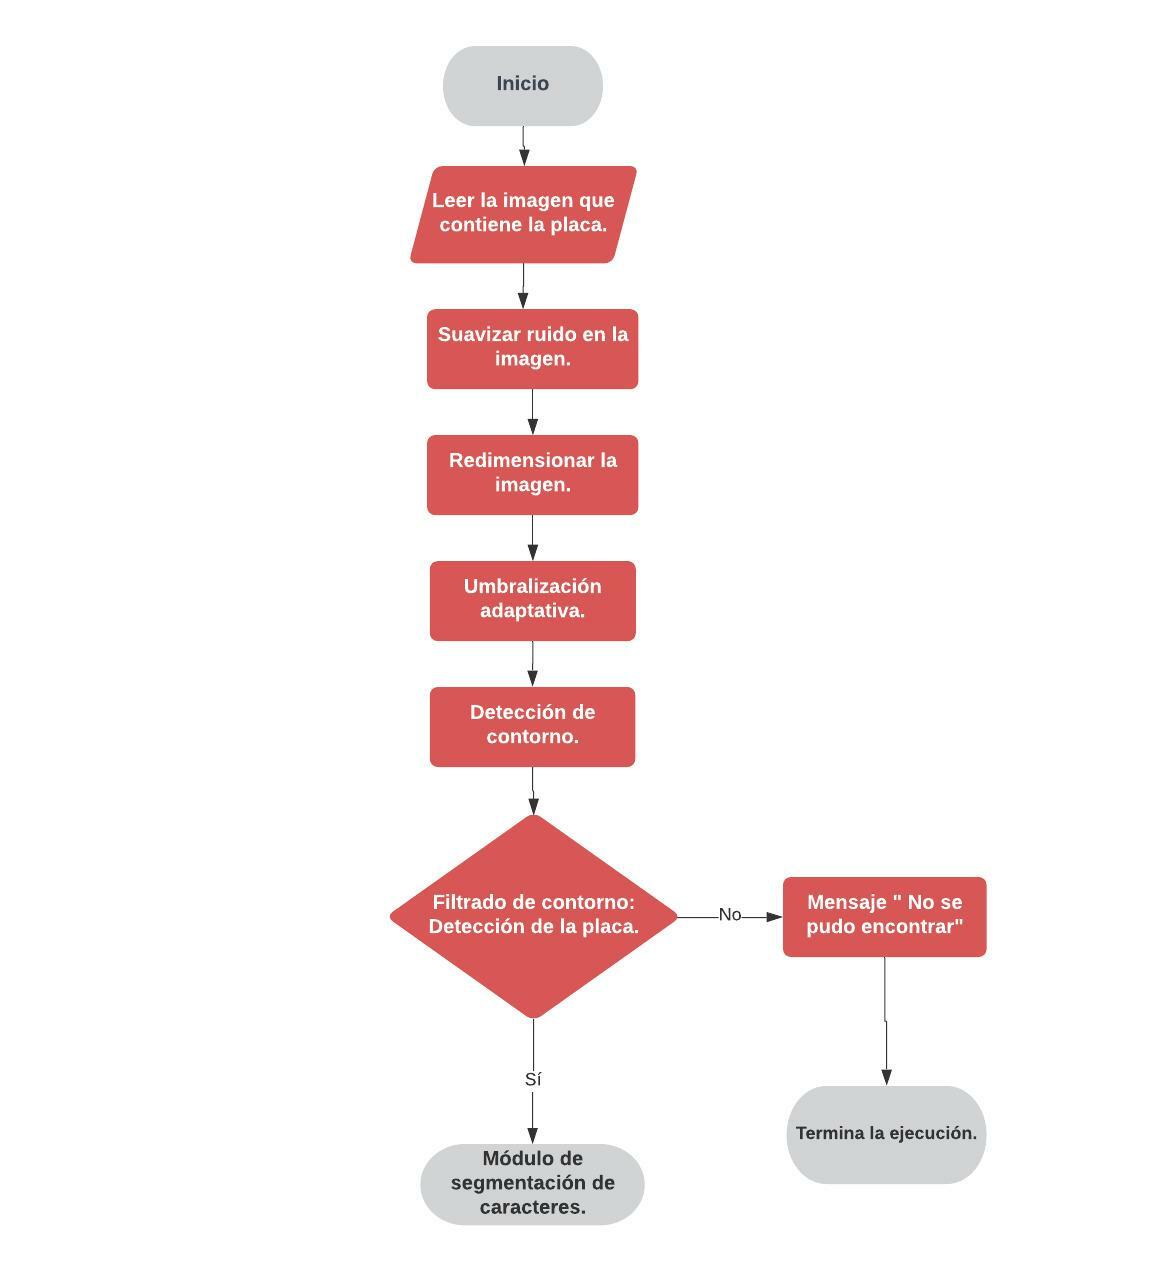 Inicio
Leer la imagen que
contiene la placa.
Suavizar ruido en la
imagen.
Redimensionar la
imagen.
Umbralización
adaptativa.
Detección de
contorno.
Filtrado de contorno:
Detección de la placa.
No
Mensaje " No se
pudo encontrar"
Sí
Termina la ejecución.
Módulo de
segmentación de
caracteres.